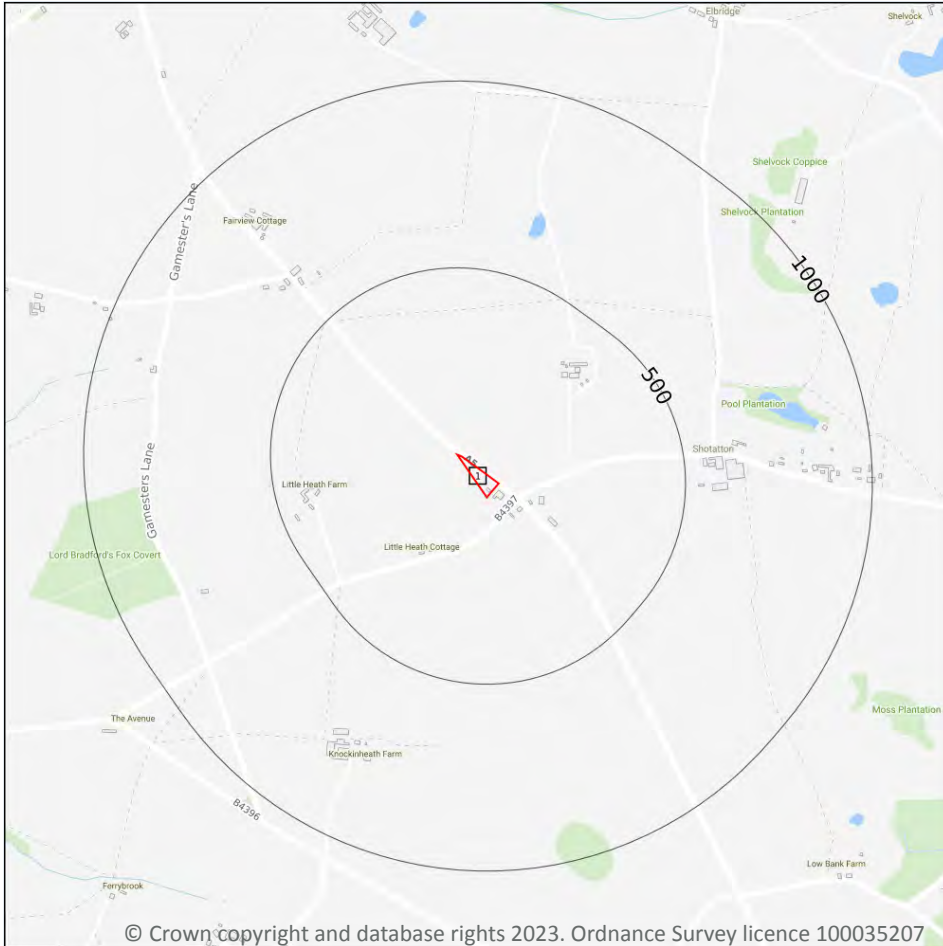 Elbridge
Shelvock
Shelvock Coppice
Gamester's Lane
Shelvock Plantation
Fairview Cottage
1000
500
Pool Plantation
Shotatton
A5
1
Little Heath Farm
B4397
Gamesters Lane
Little Heath Cottage
Lord Bradford's Fox Covert
Moss Plantation
The Avenue
Knockinheath Farm
B4396
Low Bank Farm
Ferrybrook
© Crown copyright and database rights 2023. Ordnance Survey licence 100035207